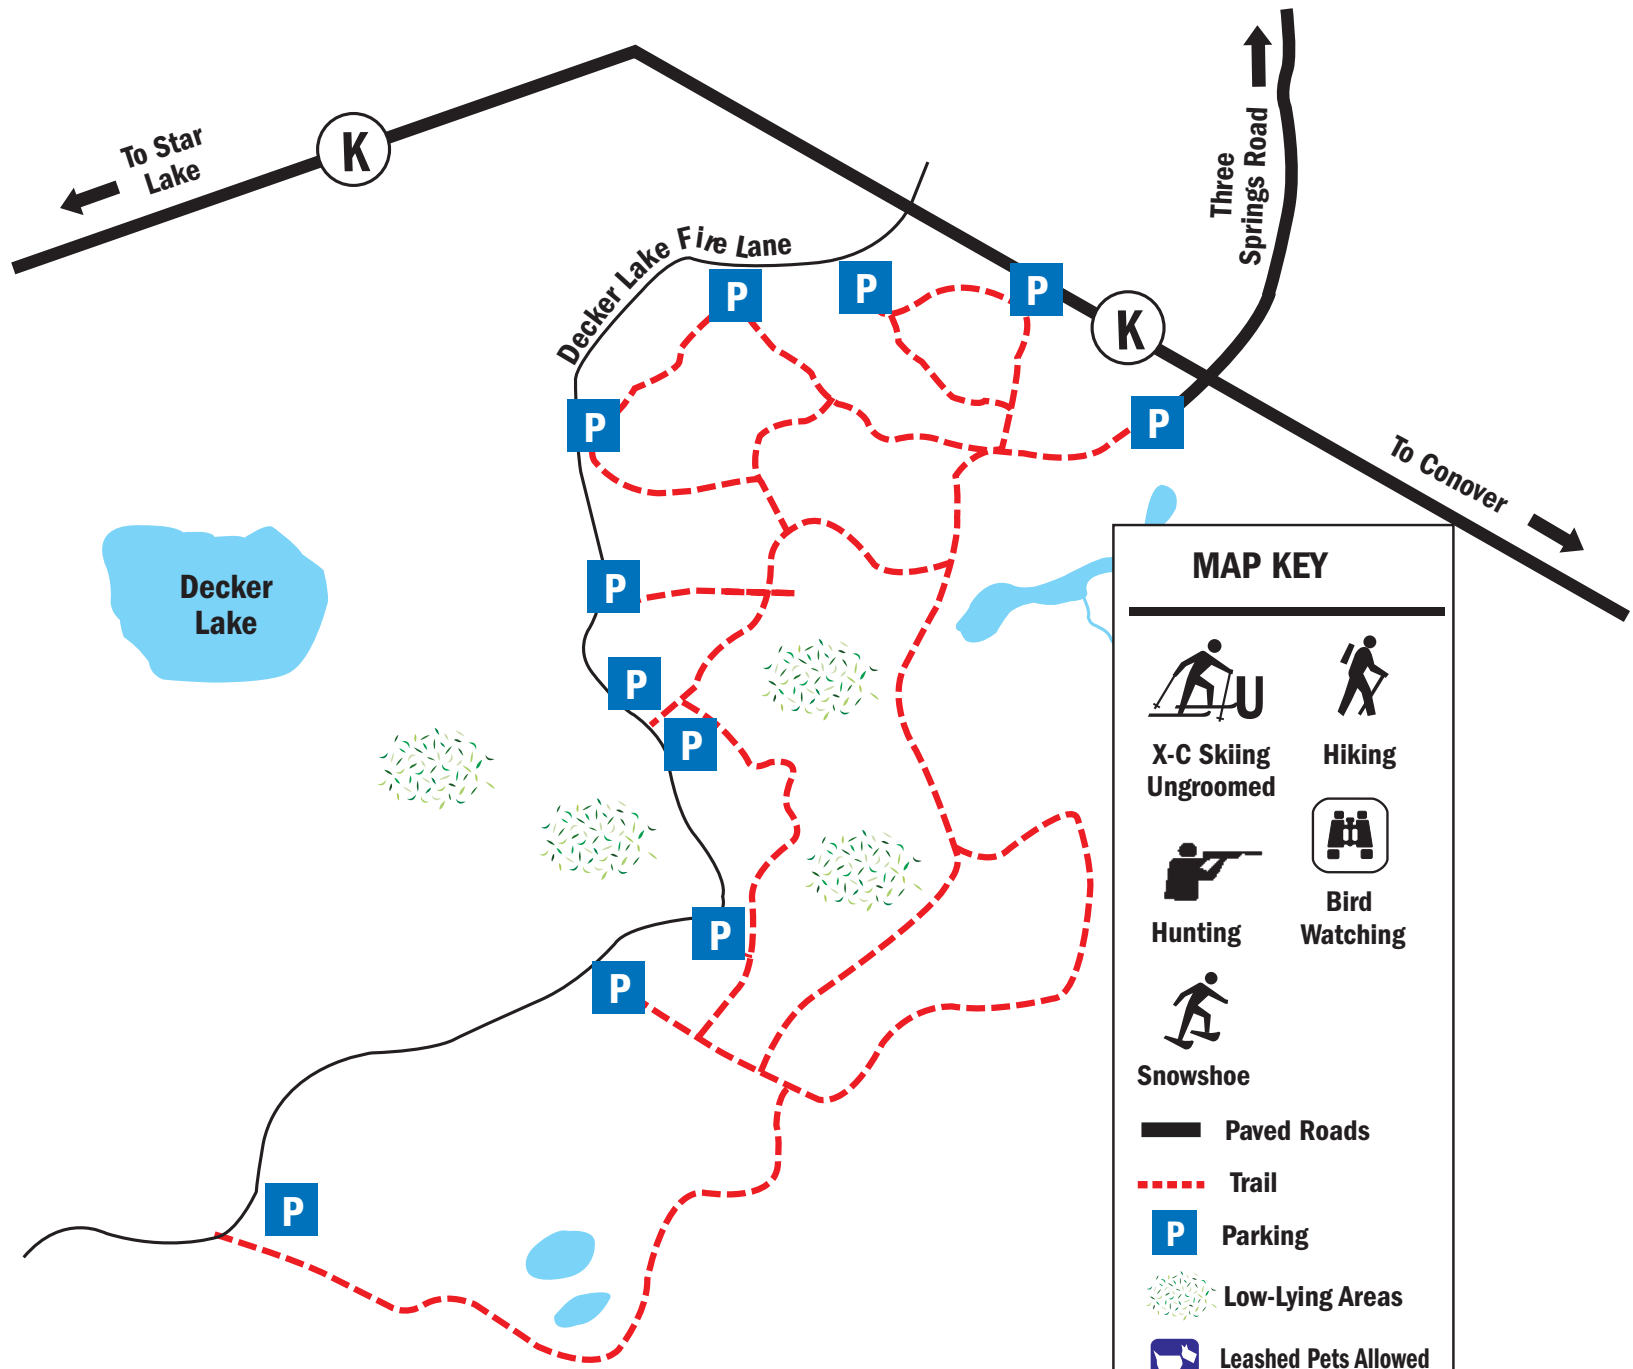 To Star
Lake
K
Three
Springs Road
Decker Lake Fire Lane
P
P
P
K
P
P
To Conover
Decker
Lake
P
P
P
P
P
P
MAP KEY
U
X-C Skiing
Ungroomed
Hiking
Hunting
Bird
Watching
Snowshoe
Paved Roads
Trail
P
Parking
Low-Lying Areas
Leashed Pets Allowed